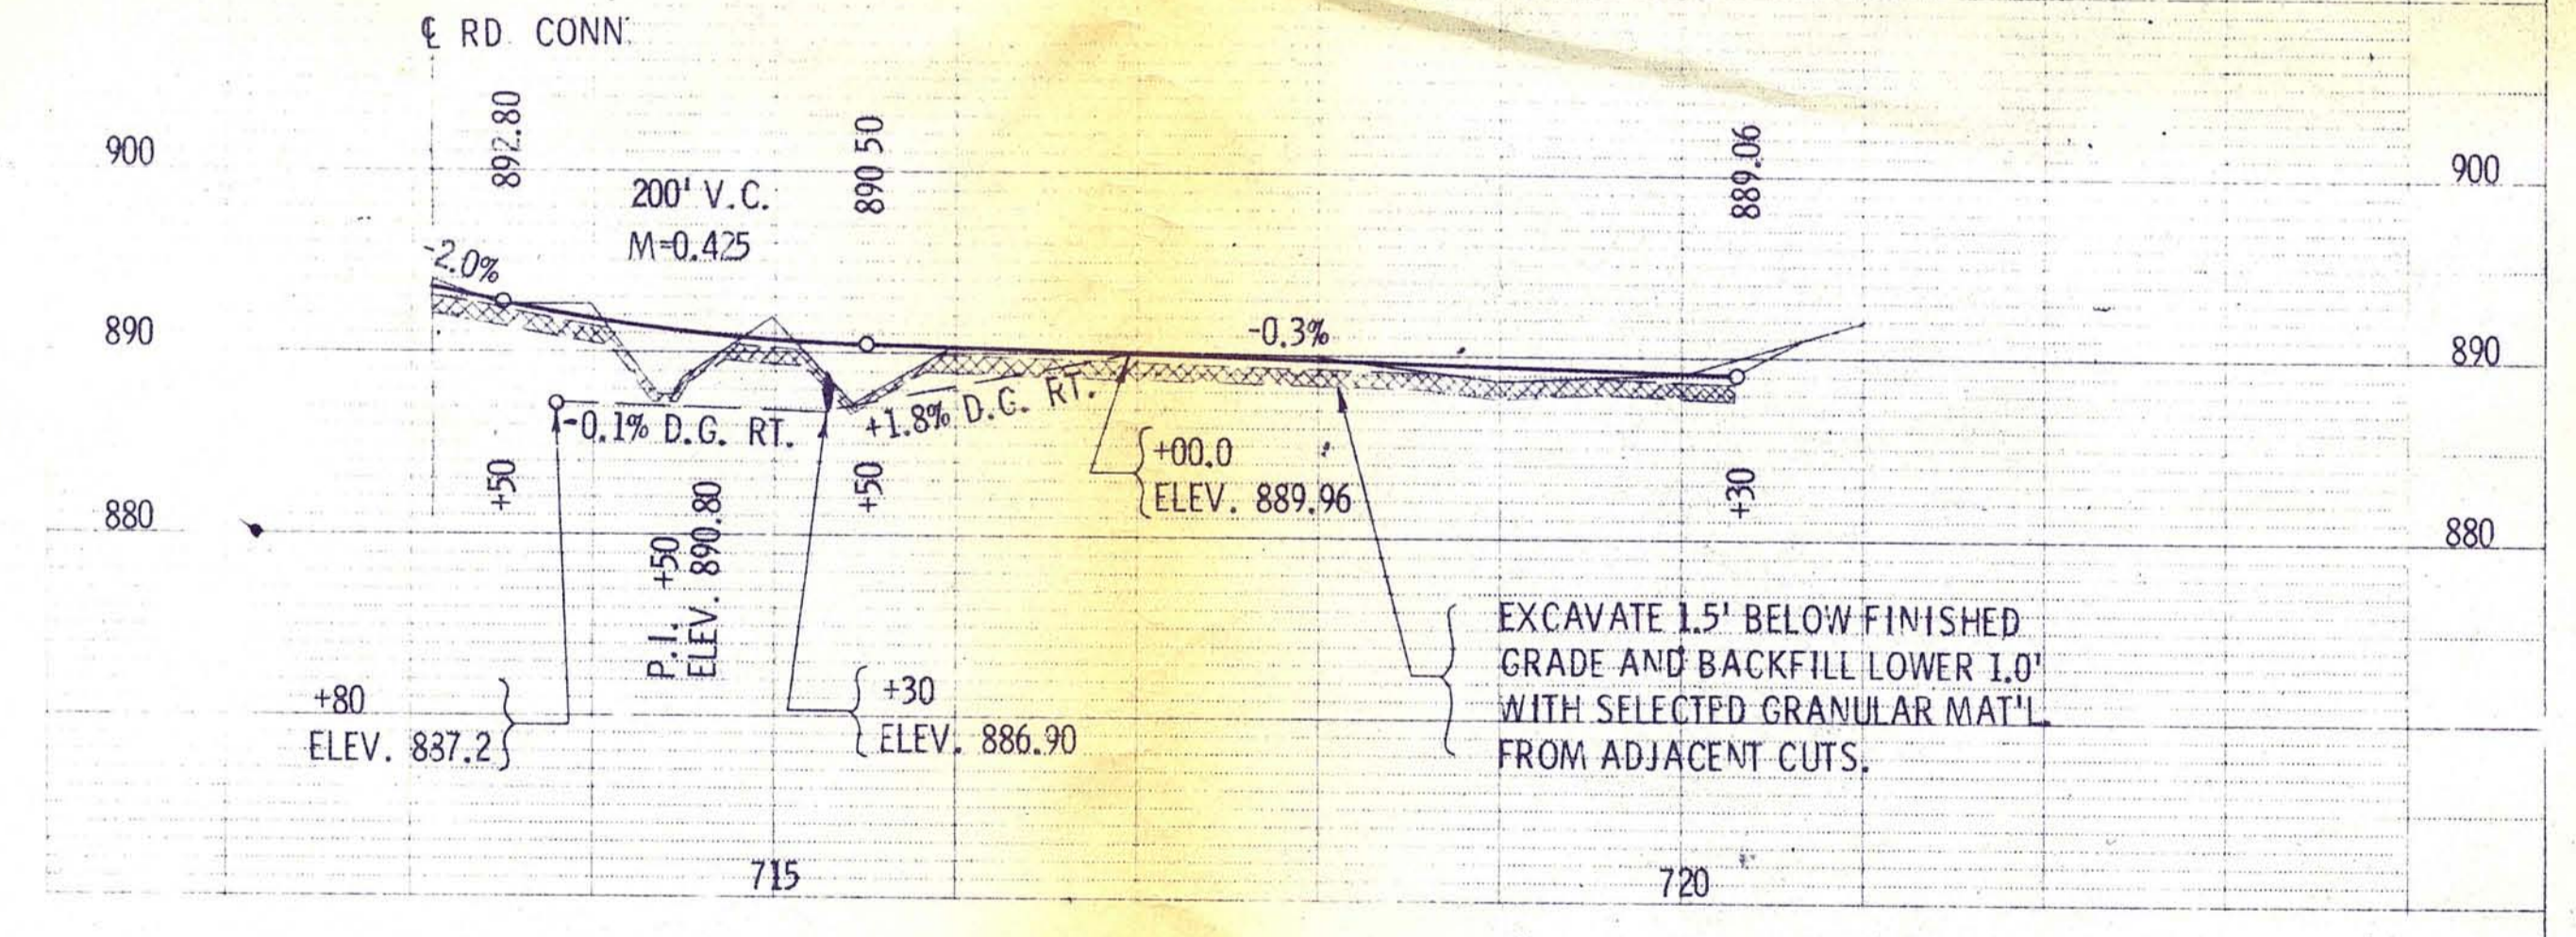 ℄ RD. CONN.
892.80
890 50
889.06
900
900
200' V.C.
M=0.425
-2.0%
890
-0.3%
890
-0.1% D.G. RT.
+1.8% D.G. RT.
+50
+50
+30
+00.0
ELEV. 889.96
880
880
P.I. +50
ELEV. 890.80
+80
ELEV. 837.2
+30
ELEV. 886.90
EXCAVATE 1.5' BELOW FINISHED
GRADE AND BACKFILL LOWER 1.0'
WITH SELECTED GRANULAR MAT'L.
FROM ADJACENT CUTS.
715
720